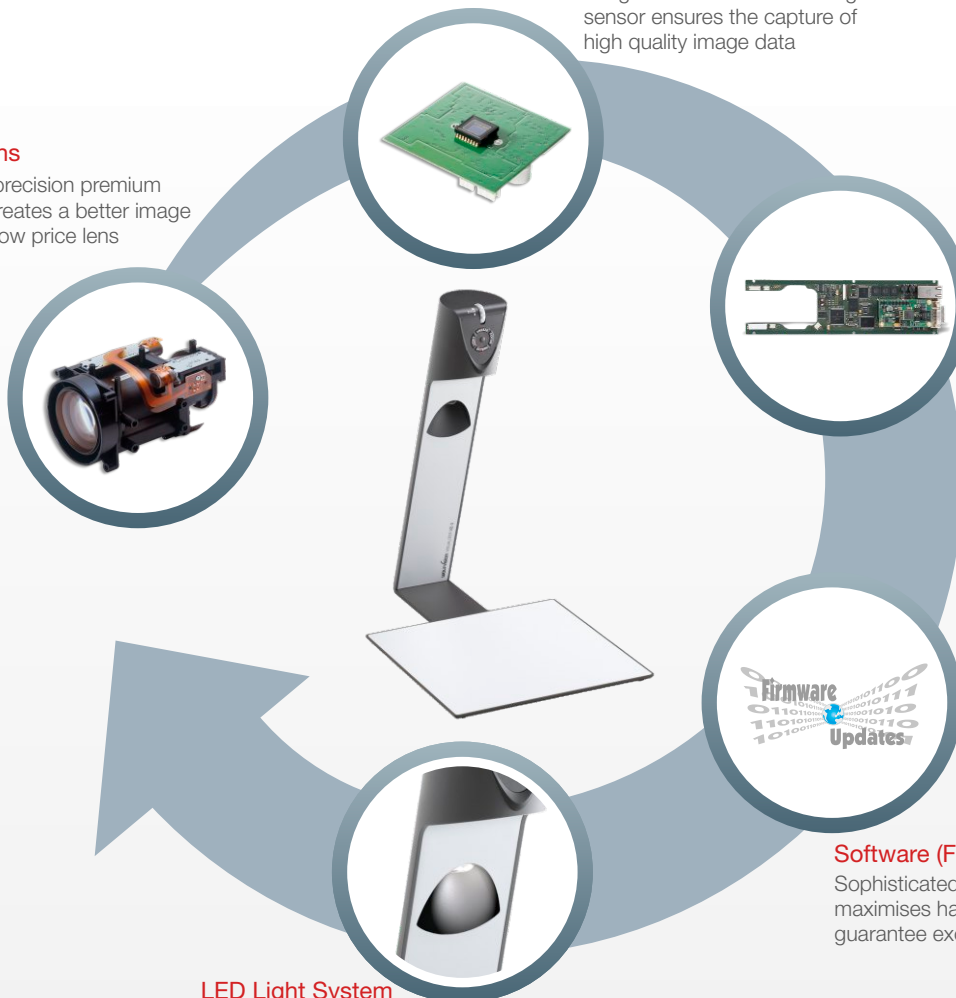 sensor ensures the capture of
high quality image data
ns
precision premium
reates a better image
ow price lens
Firmware
Updates
Software (F
Sophisticated
maximises ha
guarantee exc
LED Light System